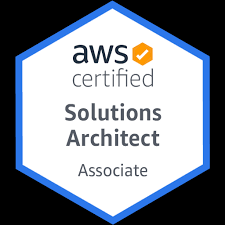 aws
certified
Solutions
Architect
Associate